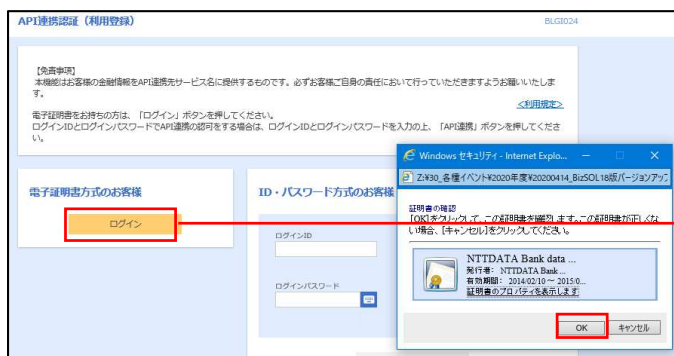 API連携認証（利用登録）
BLGI024
【免責事項】
本機能はお客様の金融情報をAPI連携先サービス名に提供するものです。必ずお客様ご自身の責任において行っていただきますようお願いいたしま
す。
<利用規定>
電子証明書をお持ちの方は、「ログイン」ボタンを押してください。
ログインIDとログインパスワードでAPI連携の認可をする場合は、ログインIDとログインパスワードを入力の上、「API連携」ボタンを押してくださ
い。
電子証明書方式のお客様
ログイン
ID・パスワード方式のお客様
ログインID
ログインパスワード
Windows セキュリティ - Internet Explo...
Z:¥30_各種イベント¥2020年度¥20200414_BizSOL18版バージョンアップ
証明書の確認
[OK]をクリックして、この証明書を確認します。この証明書が正しくな
い場合、[キャンセル]をクリックしてください。
NTTDATA Bank data ...
発行者: NTTDATA Bank ...
有効期間: 2014/02/10 ～ 2015/0...
証明書のプロパティを表示します
OK
キャンセル